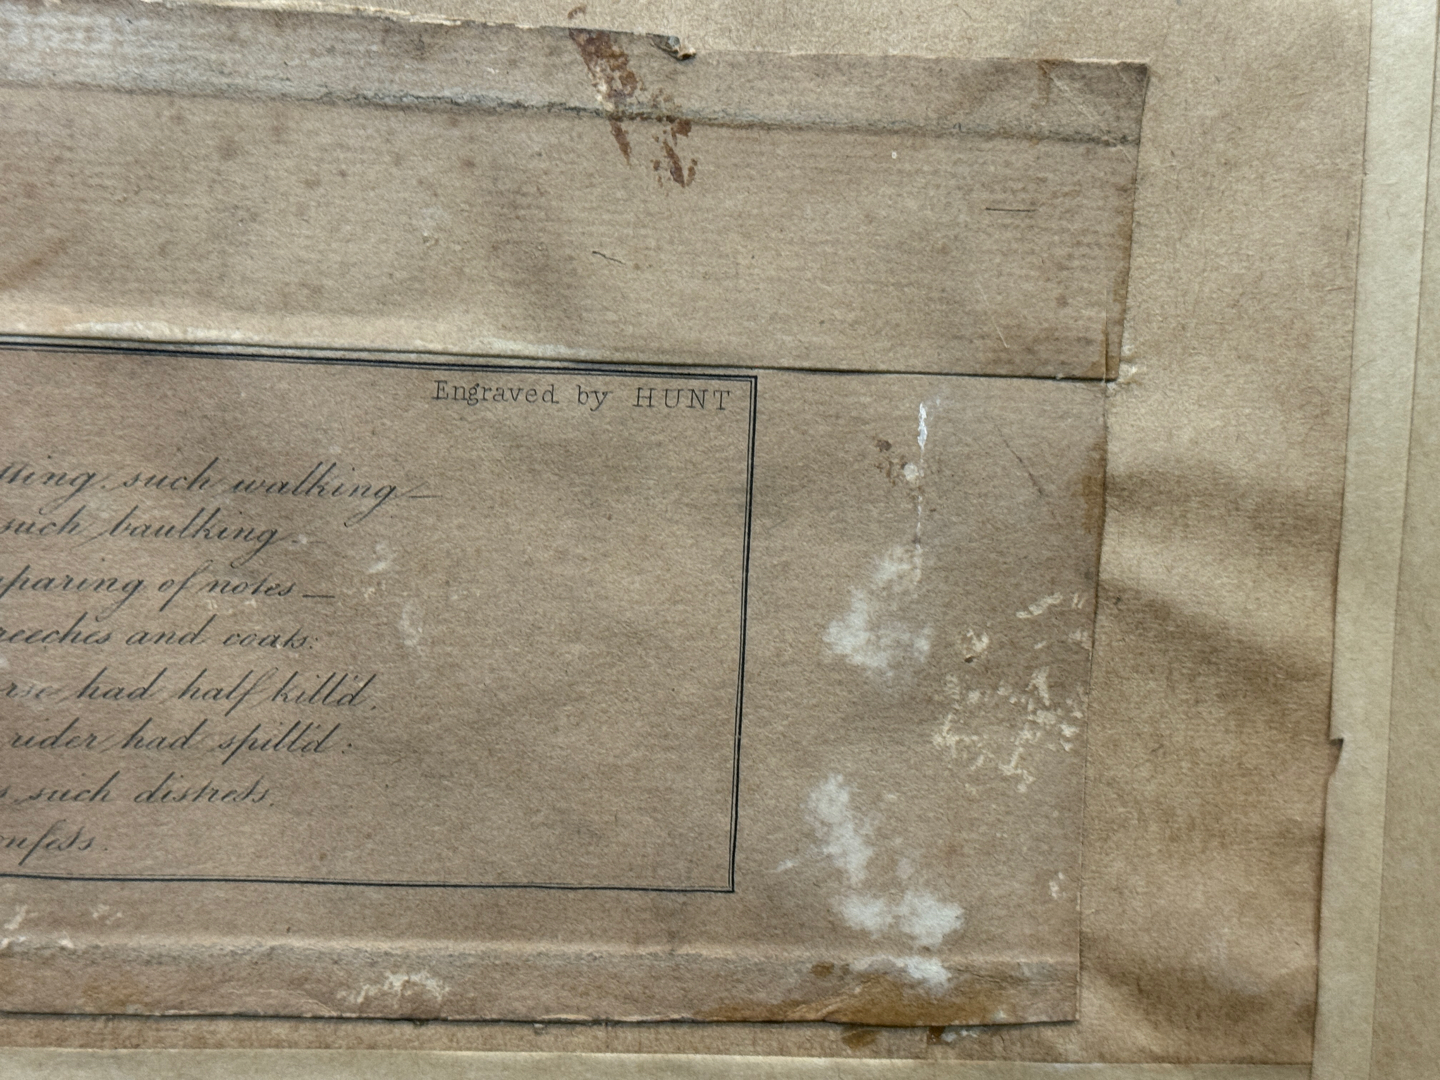 Engraved by HUNT
tting, such walking—
such baulking.
paring of notes—
reeches and coats:
rse had half kill'd,
rider had spill'd:
s, such distress,
onfess.